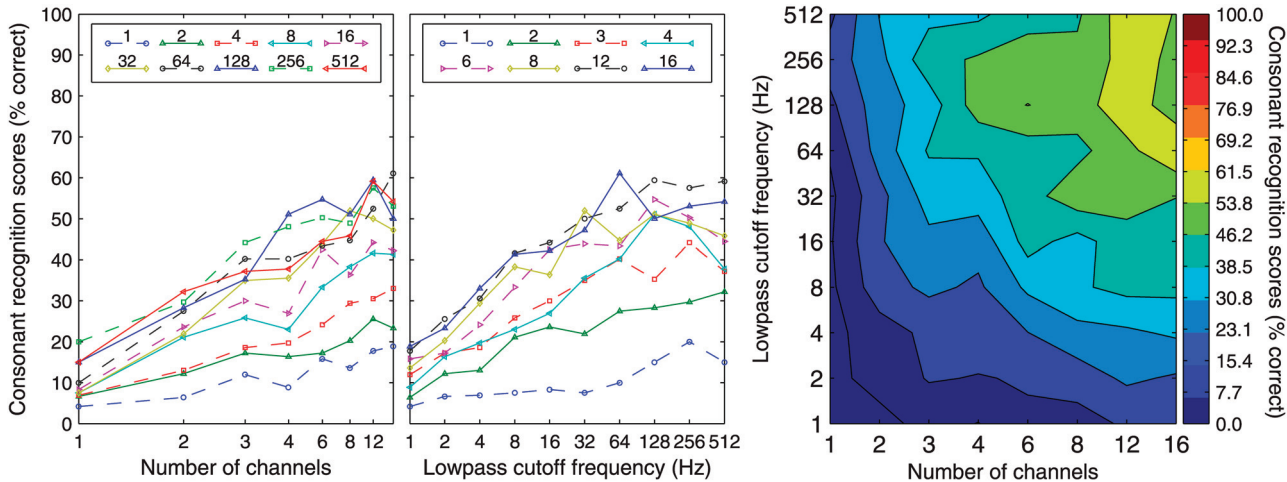 Consonant recognition scores (% correct)
100
90
80
70
60
50
40
30
20
10
0
1 2 4 8 16
32 64 128 256 512
1 2 3 4 6 8 12
Number of channels
1 2 3 4
6 8 12 16
1 2 4 8 16 32 64 128 256 512
Lowpass cutoff frequency (Hz)
Lowpass cutoff frequency (Hz)
512
256
128
64
32
16
8
4
2
1
1 2 3 4 6 8 12 16
Number of channels
100.0
92.3
84.6
76.9
69.2
61.5
53.8
46.2
38.5
30.8
23.1
15.4
7.7
0.0
Consonant recognition scores (% correct)